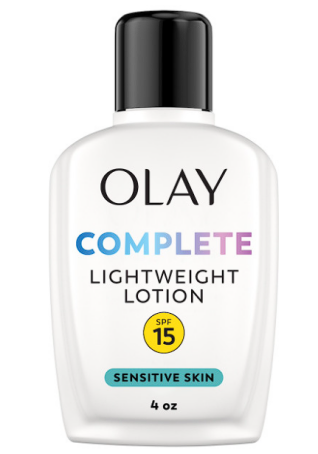 OLAY
COMPLETE
LIGHTWEIGHT
LOTION
SPF
15
SENSITIVE SKIN
4 oz